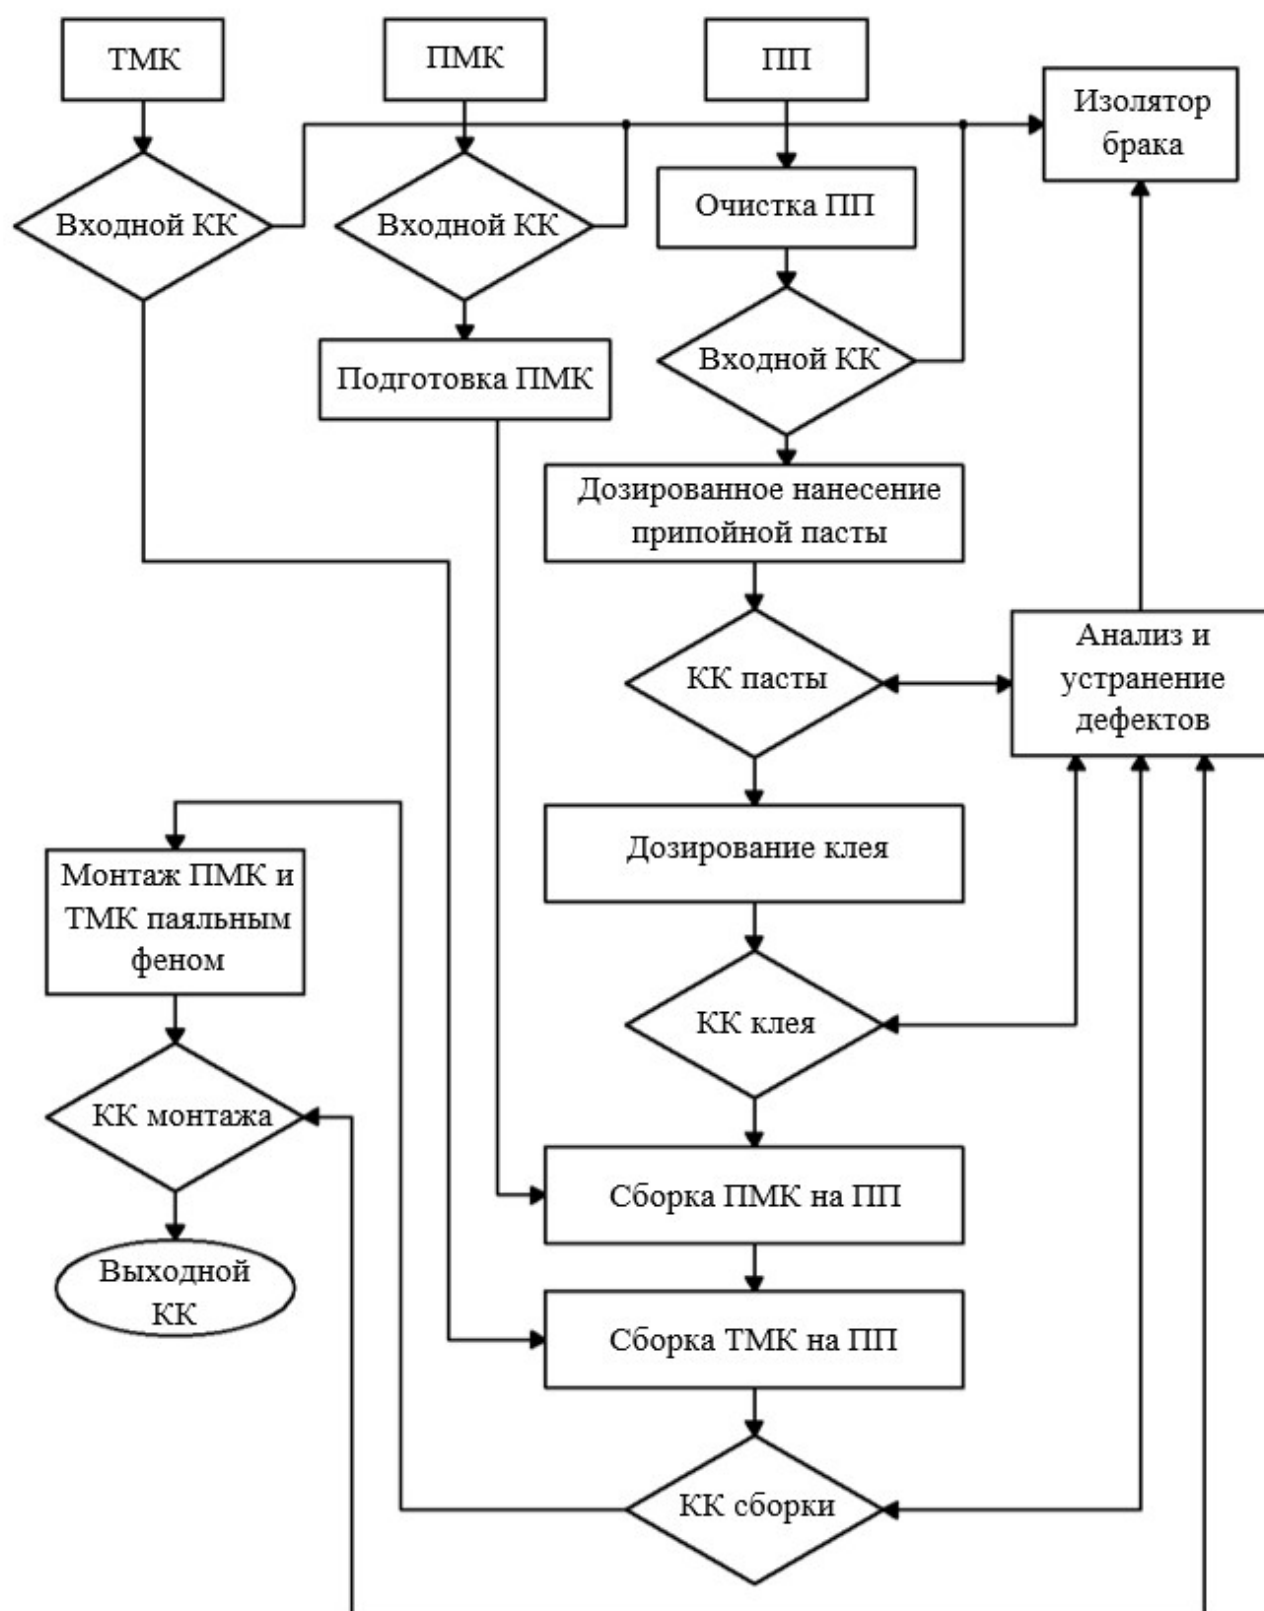 ТМК
ПМК
ПП
Изолятор
брака
Входной КК
Входной КК
Очистка ПП
Входной КК
Подготовка ПМК
Дозированное нанесение
припойной пасты
КК пасты
Анализ и
устранение
дефектов
Дозирование клея
Монтаж ПМК и
ТМК паяльным
феном
КК клея
КК монтажа
Сборка ПМК на ПП
Выходной
КК
Сборка ТМК на ПП
КК сборки